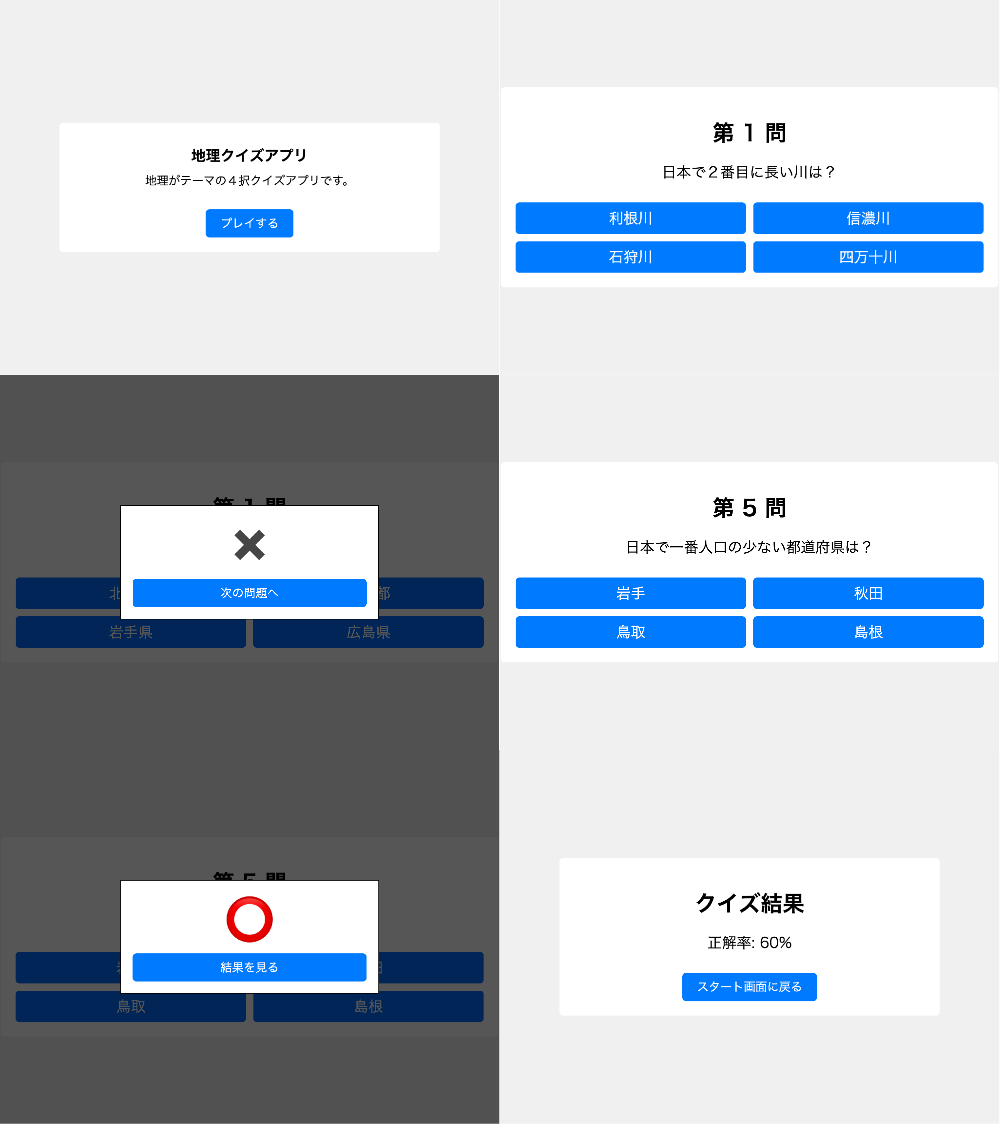 地理クイズアプリ
地理がテーマの４択クイズアプリです。
プレイする
第 1 問
日本で２番目に長い川は？
利根川
信濃川
石狩川
四万十川
第 1 問
北
都
次の問題へ
岩手県
広島県
第 5 問
日本で一番人口の少ない都道府県は？
岩手
秋田
鳥取
島根
第 5 問
結果を見る
鳥取
島根
クイズ結果
正解率: 60%
スタート画面に戻る